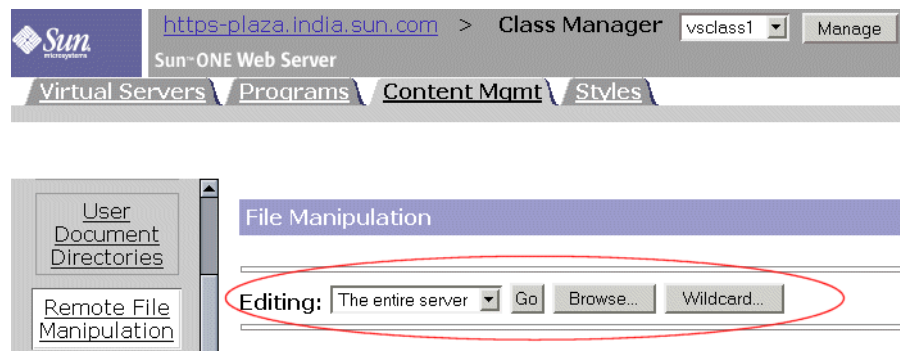 https-plaza.india.sun.com > Class Manager vsclass1 Manage
Sun microsystems
Sun ONE Web Server
Virtual Servers Programs Content Mgmt Styles
User
Document
Directories
Remote File
Manipulation
File Manipulation
Editing: The entire server Go Browse... Wildcard...